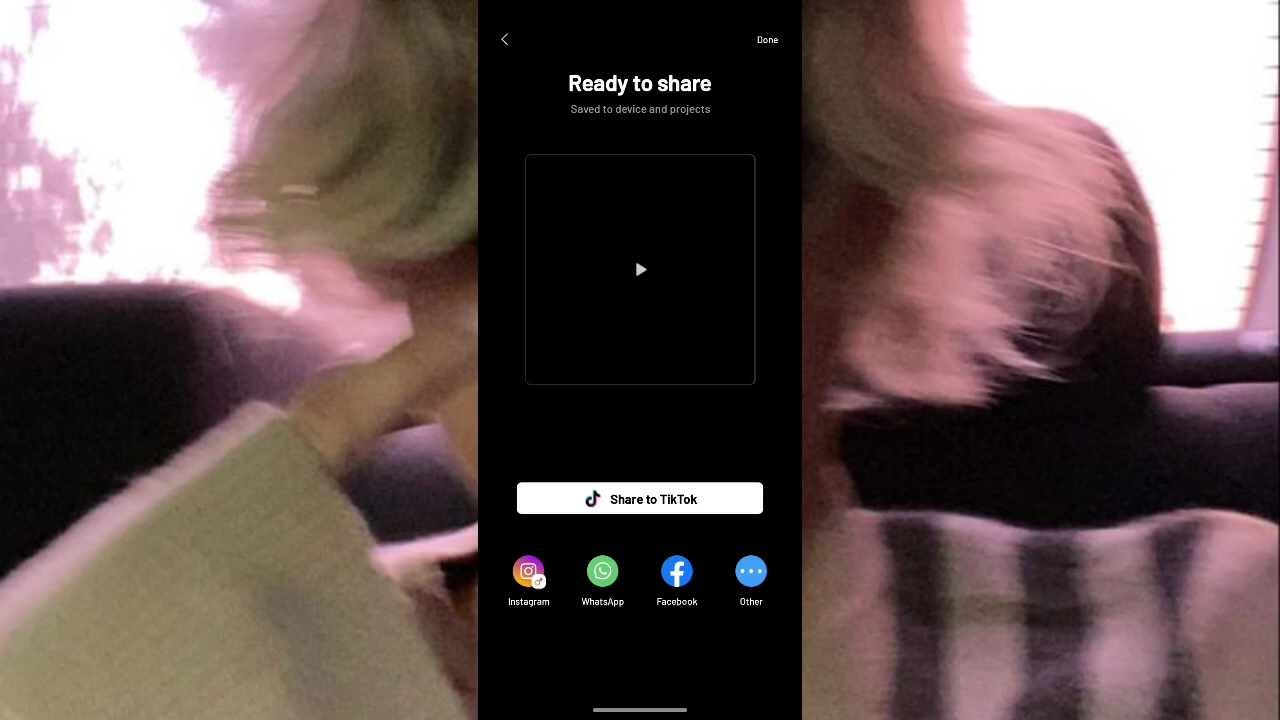 Done
Ready to share
Saved to device and projects
Share to TikTok
Instagram
WhatsApp
Facebook
Other